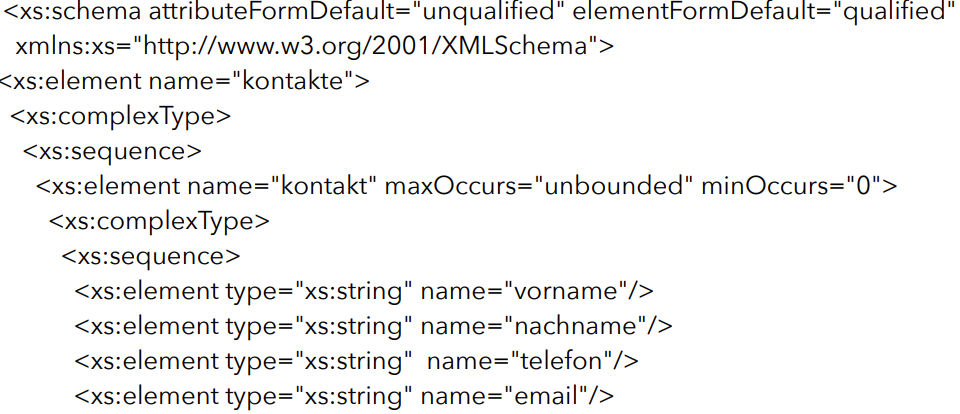 <xs:schema attributeFormDefault="unqualified" elementFormDefault="qualified"
xmlns:xs="http://www.w3.org/2001/XMLSchema">
<xs:element name="kontakte">
<xs:complexType>
<xs:sequence>
<xs:element name="kontakt" maxOccurs="unbounded" minOccurs="0">
<xs:complexType>
<xs:sequence>
<xs:element type="xs:string" name="vorname"/>
<xs:element type="xs:string" name="nachname"/>
<xs:element type="xs:string"  name="telefon"/>
<xs:element type="xs:string" name="email"/>